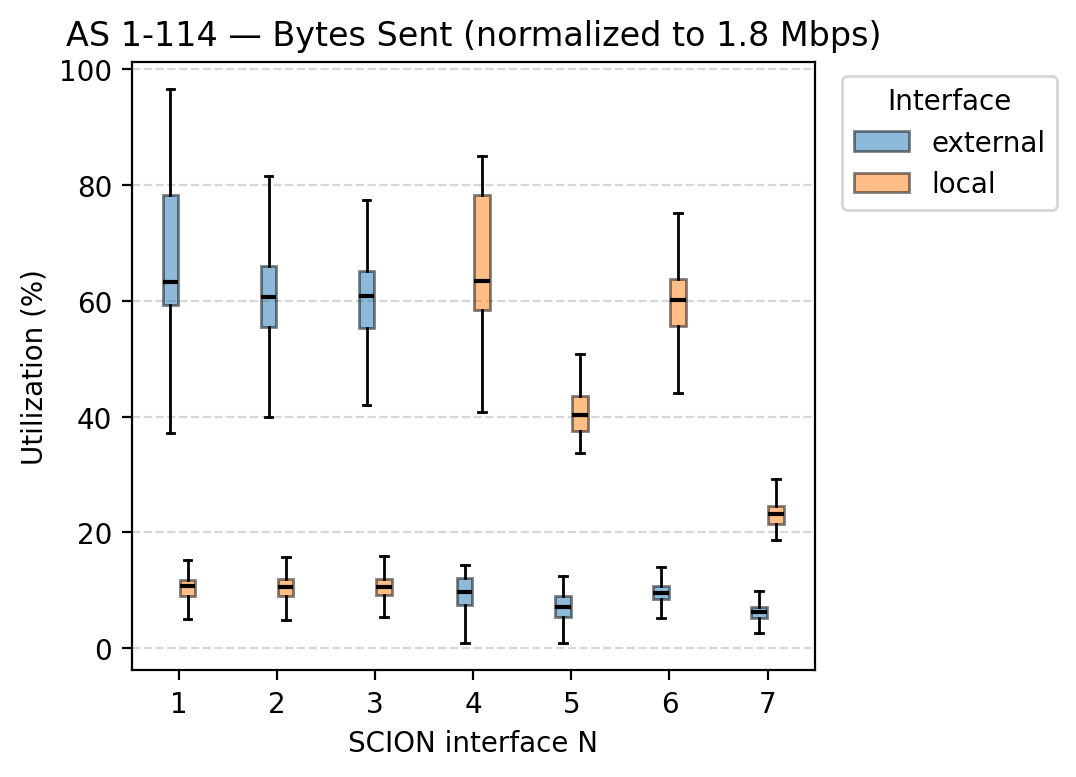 AS 1-114 — Bytes Sent (normalized to 1.8 Mbps)
Interface
external
local
Utilization (%)
100
80
60
40
20
0
1 2 3 4 5 6 7
SCION interface N